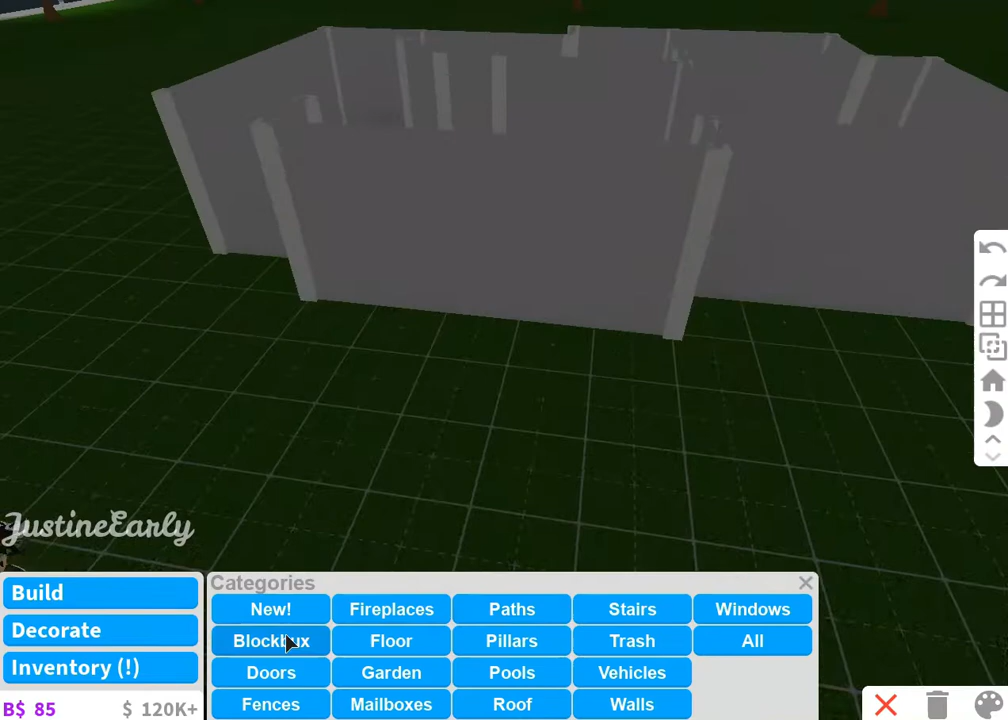 JustineEarly
Build
Decorate
Inventory (!)
B$ 85
$ 120K+
Categories
New! Fireplaces Paths Stairs Windows
Blockbux Floor Pillars Trash All
Doors Garden Pools Vehicles
Fences Mailboxes Roof Walls